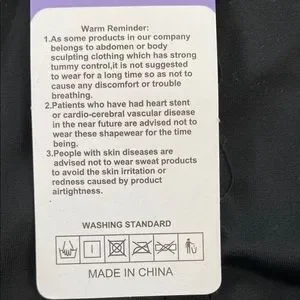 Warm Reminder:
1.As some products in our company
belongs to abdomen or body
sculpting clothing which has strong
tummy control,it is not suggested
to wear for a long time so as not to
cause any discomfort or trouble
breathing.
2.Patients who have had heart stent
or cardio-cerebral vascular disease
in the near future are advised not to
wear these shapewear for the time
being.
3.People with skin diseases are
advised not to wear sweat products
to avoid the skin irritation or
redness caused by product
airtightness.
WASHING STANDARD
MADE IN CHINA